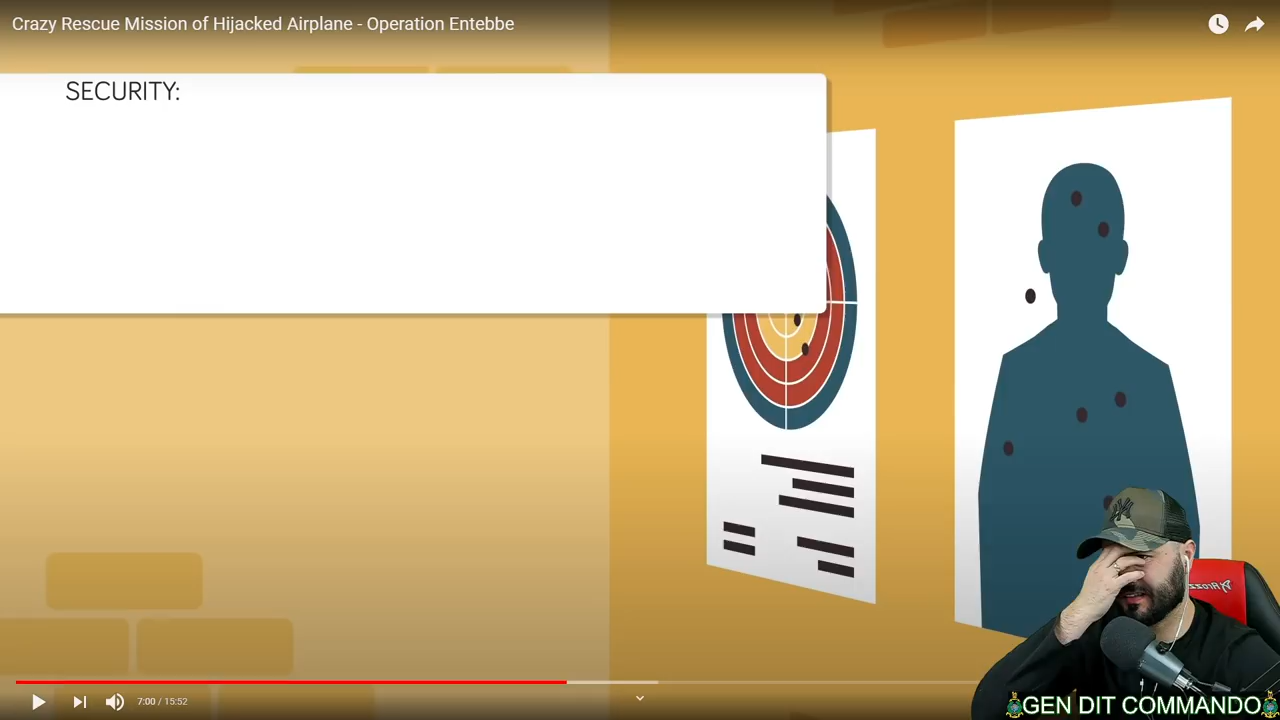 Crazy Rescue Mission of Hijacked Airplane - Operation Entebbe
SECURITY:
7:00 / 15:52
GEN DIT COMMANDO